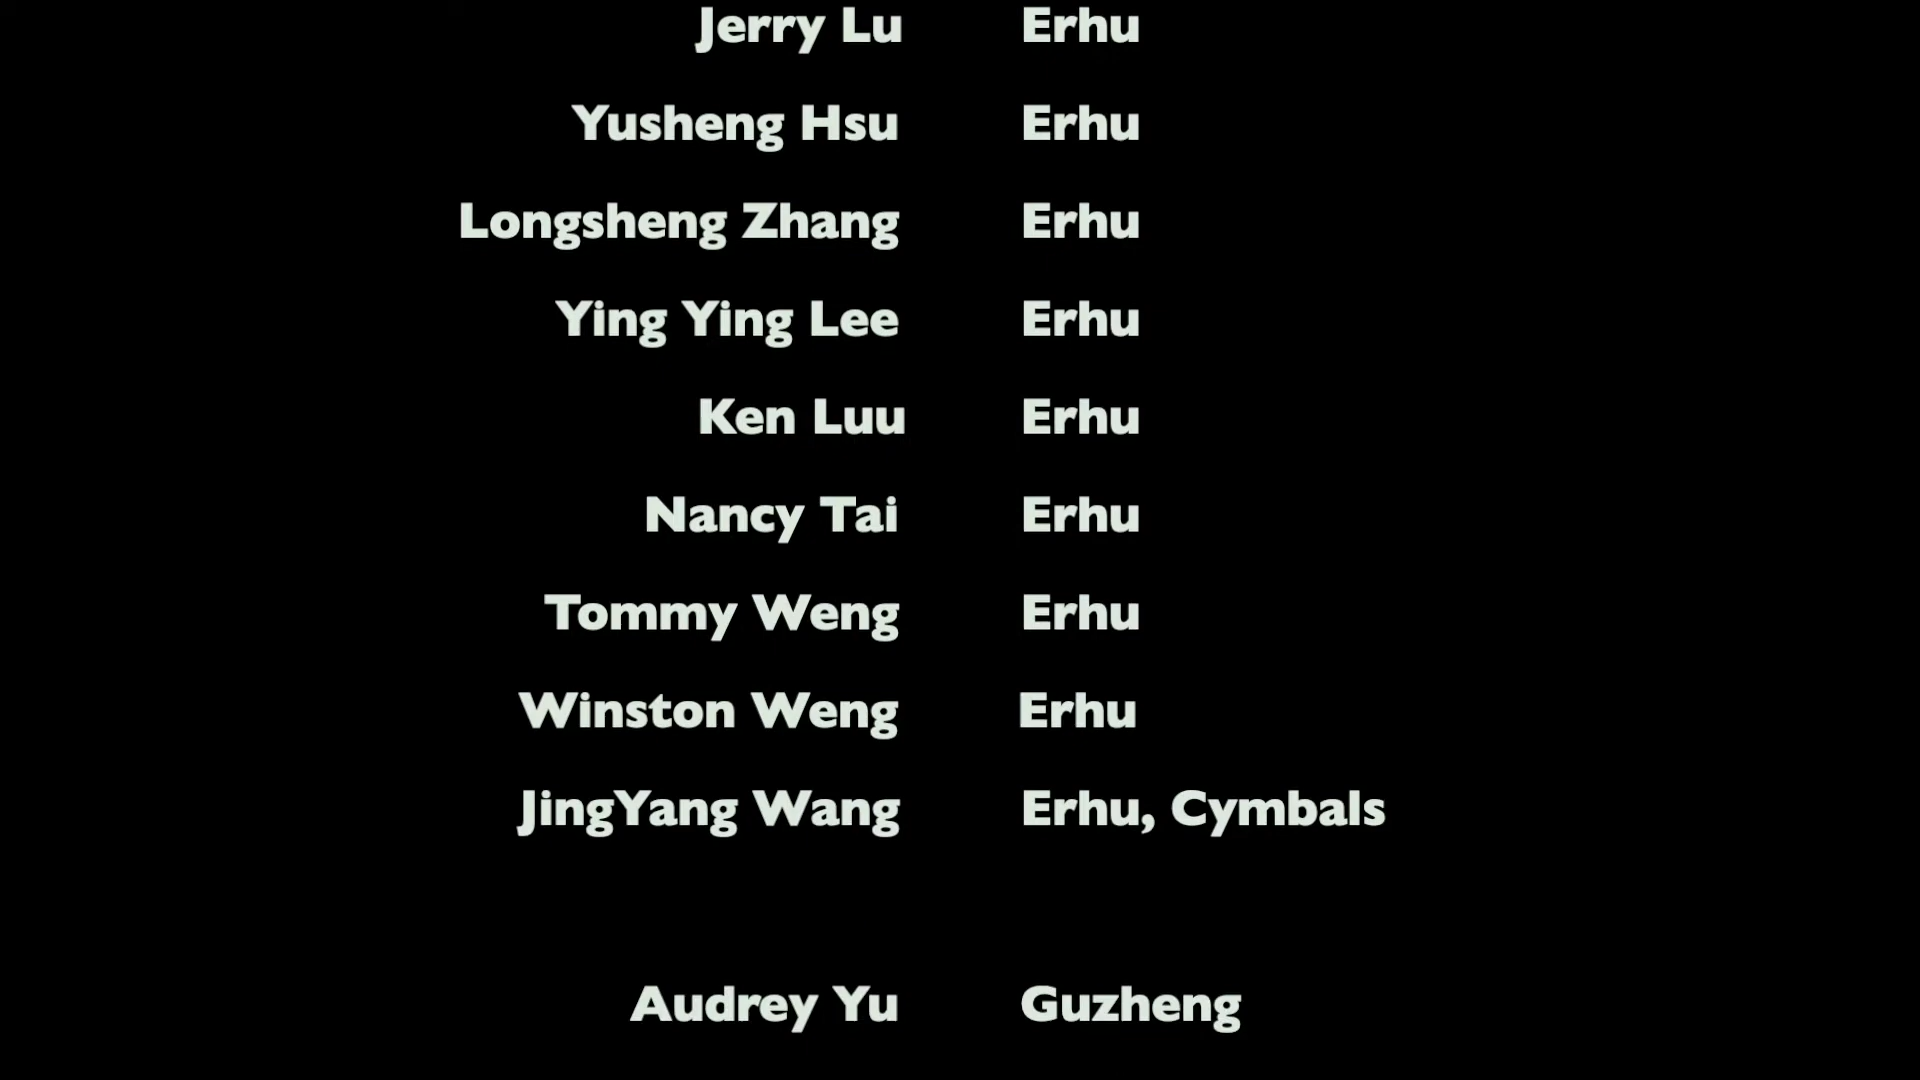 Jerry Lu Erhu
Yusheng Hsu Erhu
Longsheng Zhang Erhu
Ying Ying Lee Erhu
Ken Luu Erhu
Nancy Tai Erhu
Tommy Weng Erhu
Winston Weng Erhu
JingYang Wang Erhu, Cymbals
Audrey Yu Guzheng